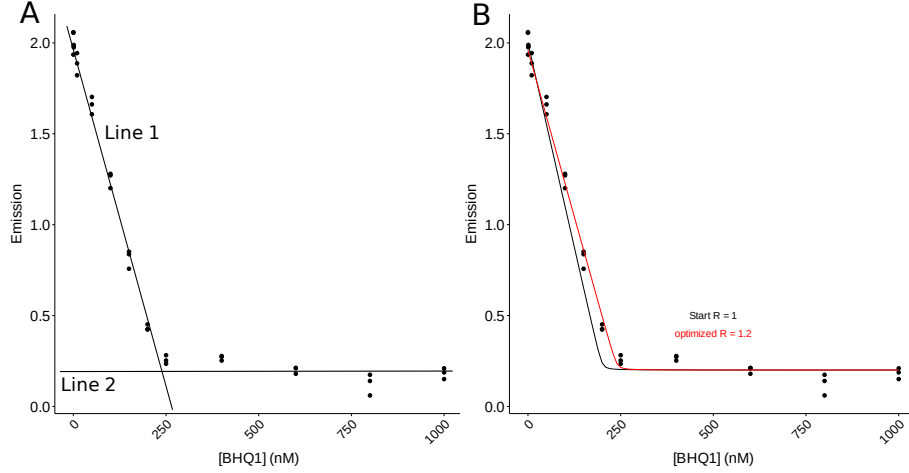 A
Emission
2.0
1.5
1.0
0.5
0.0
Line 1
Line 2
0
250
500
750
1000
[BHQ1] (nM)
B
Emission
2.0
1.5
1.0
0.5
0.0
Start R = 1
optimized R = 1.2
0
250
500
750
1000
[BHQ1] (nM)